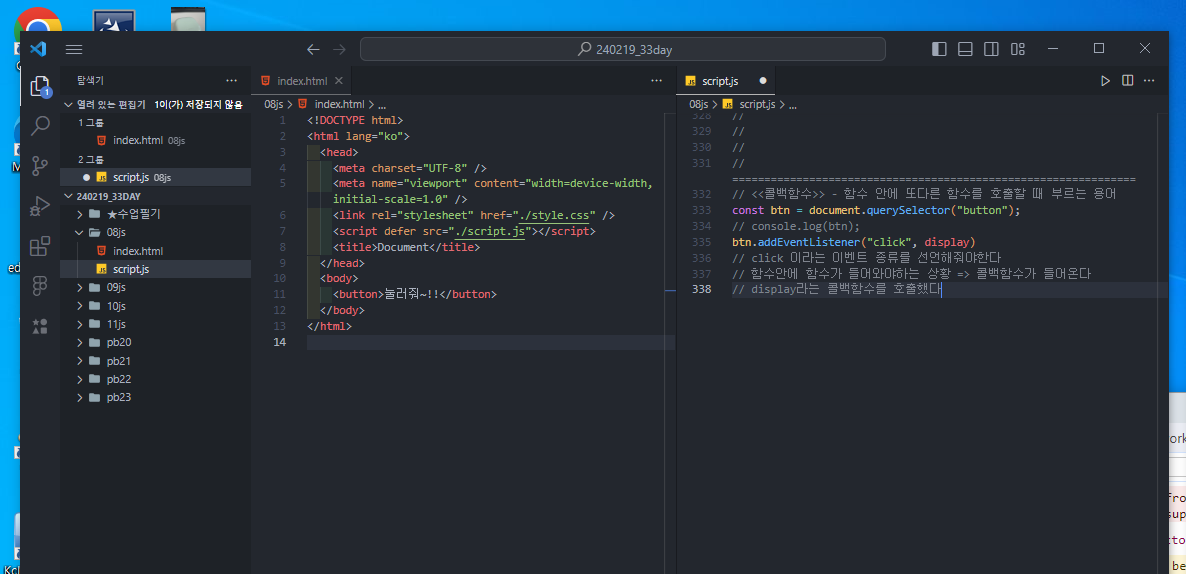 240219_33day
탐색기
열려 있는 편집기 1이(가) 저장되지 않음
1 그룹
index.html 08js
2 그룹
script.js 08js
240219_33DAY
★수업필기
08js
index.html
script.js
09js
10js
11js
pb20
pb21
pb22
pb23
index.html
08js > index.html > ...
1 <!DOCTYPE html>
2 <html lang="ko">
3 <head>
4 <meta charset="UTF-8" />
5 <meta name="viewport" content="width=device-width,
initial-scale=1.0" />
6 <link rel="stylesheet" href="./style.css" />
7 <script defer src="./script.js"></script>
8 <title>Document</title>
9 </head>
10 <body>
11 <button>눌러줘~!!</button>
12 </body>
13 </html>
14
script.js
08js > script.js > ...
328 //
329 //
330 //
331 //
===============================================================
332 // <<콜백함수>> - 함수 안에 또다른 함수를 호출할 때 부르는 용어
333 const btn = document.querySelector("button");
334 // console.log(btn);
335 btn.addEventListener("click", display)
336 // click 이라는 이벤트 종류를 선언해줘야한다
337 // 함수안에 함수가 들어와야하는 상황 => 콜백함수가 들어온다
338 // display라는 콜백함수를 호출했다